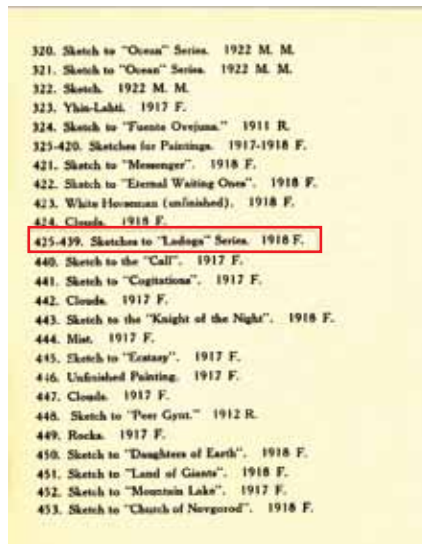 320. Sketch to "Ocean" Series. 1922 M. M.
321. Sketch to "Ocean" Series. 1922 M. M.
322. Sketch. 1922 M. M.
323. Yhin-Lahti. 1917 F.
324. Sketch to "Fuente Ovejuna." 1911 R.
325-420. Sketches for Paintings. 1917-1918 F.
421. Sketch to "Messenger". 1918 F.
422. Sketch to "Eternal Waiting Ones". 1918 F.
423. White Horseman (unfinished). 1918 F.
424. Clouds. 1918 F.
425-439. Sketches to "Ladoga" Series. 1918 F.
440. Sketch to the "Call". 1917 F.
441. Sketch to "Cogitations". 1917 F.
442. Clouds. 1917 F.
443. Sketch to the "Knight of the Night". 1918 F.
444. Mist. 1917 F.
445. Sketch to "Ecstasy". 1917 F.
446. Unfinished Painting. 1917 F.
447. Clouds. 1917 F.
448. Sketch to "Peer Gynt." 1912 R.
449. Rocks. 1917 F.
450. Sketch to "Daughters of Earth". 1918 F.
451. Sketch to "Land of Giants". 1918 F.
452. Sketch to "Mountain Lake". 1917 F.
453. Sketch to "Church of Novgorod". 1918 F.